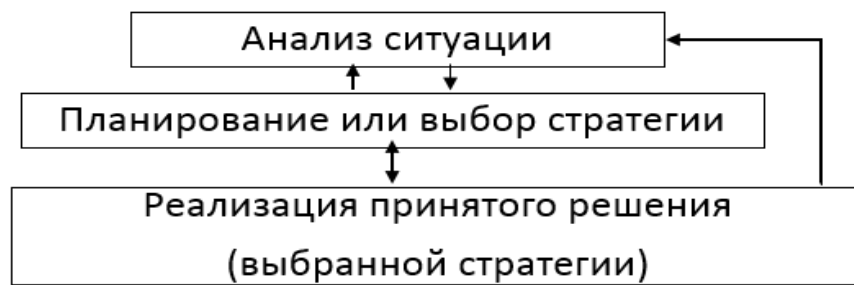 Анализ ситуации
Планирование или выбор стратегии
Реализация принятого решения
(выбранной стратегии)